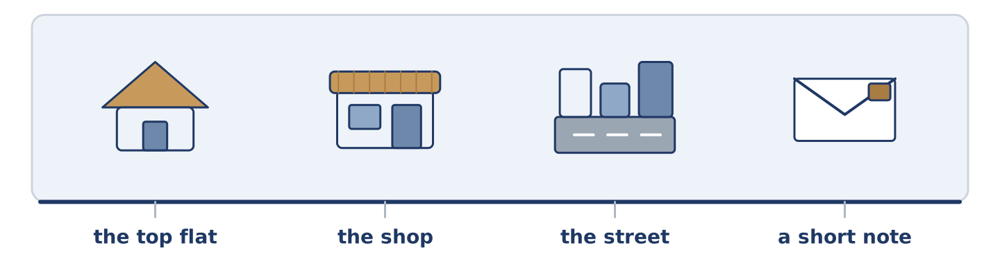 the top flat
the shop
the street
a short note